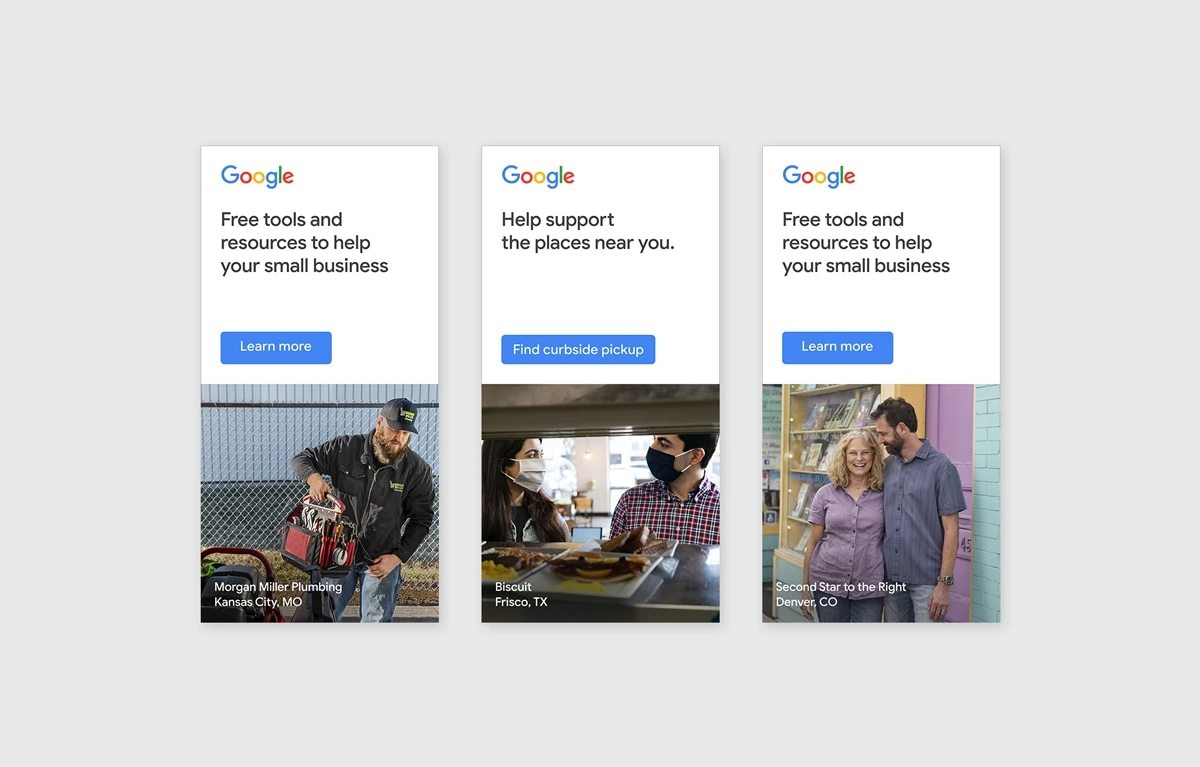 Google
Free tools and
resources to help
your small business
Learn more
Morgan Miller Plumbing
Kansas City, MO
Google
Help support
the places near you.
Find curbside pickup
Biscuit
Frisco, TX
Google
Free tools and
resources to help
your small business
Learn more
Second Star to the Right
Denver, CO